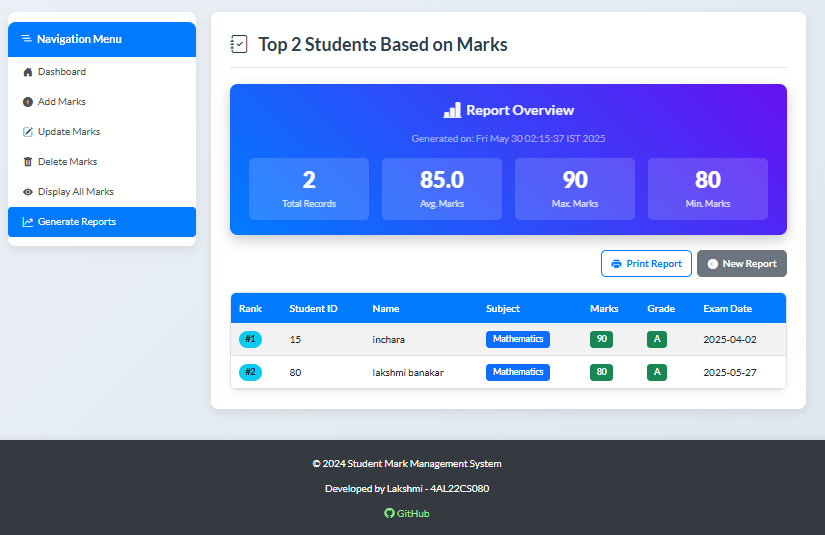 Navigation Menu
Dashboard
Add Marks
Update Marks
Delete Marks
Display All Marks
Generate Reports
Top 2 Students Based on Marks
Report Overview
Generated on: Fri May 30 02:15:37 IST 2025
2 85.0 90 80
Total Records Avg. Marks Max. Marks Min. Marks
Print Report New Report
Rank Student ID Name Subject Marks Grade Exam Date
#1 15 inchara Mathematics 90 A 2025-04-02
#2 80 lakshmi banakar Mathematics 80 A 2025-05-27
© 2024 Student Mark Management System
Developed by Lakshmi - 4AL22CS080
GitHub